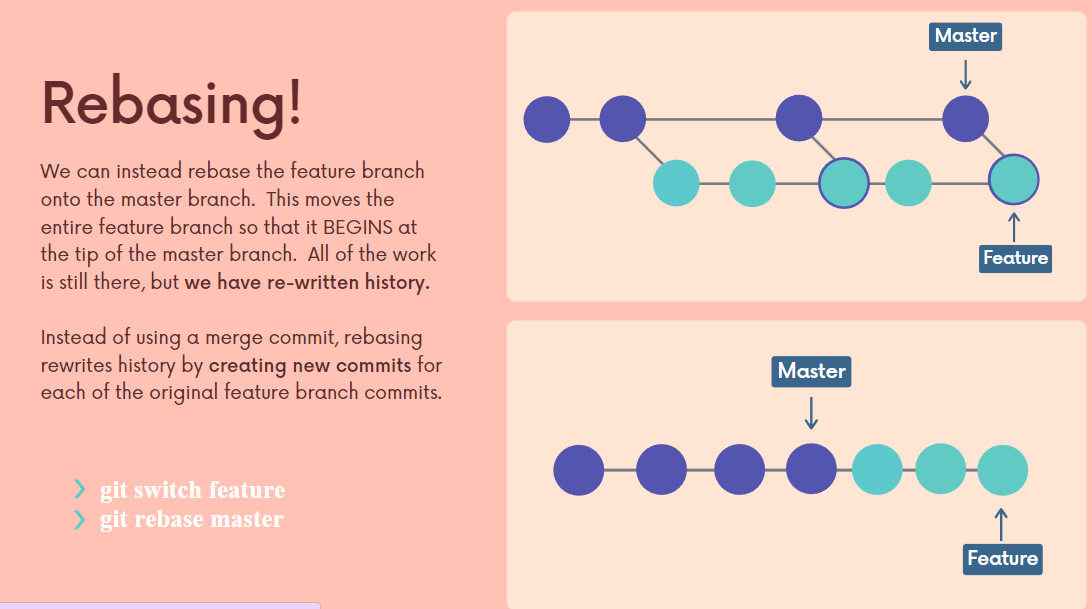 Rebasing!
We can instead rebase the feature branch
onto the master branch.  This moves the
entire feature branch so that it BEGINS at
the tip of the master branch.  All of the work
is still there, but we have re-written history.
Instead of using a merge commit, rebasing
rewrites history by creating new commits for
each of the original feature branch commits.
git switch feature
git rebase master
Master
Feature
Master
Feature